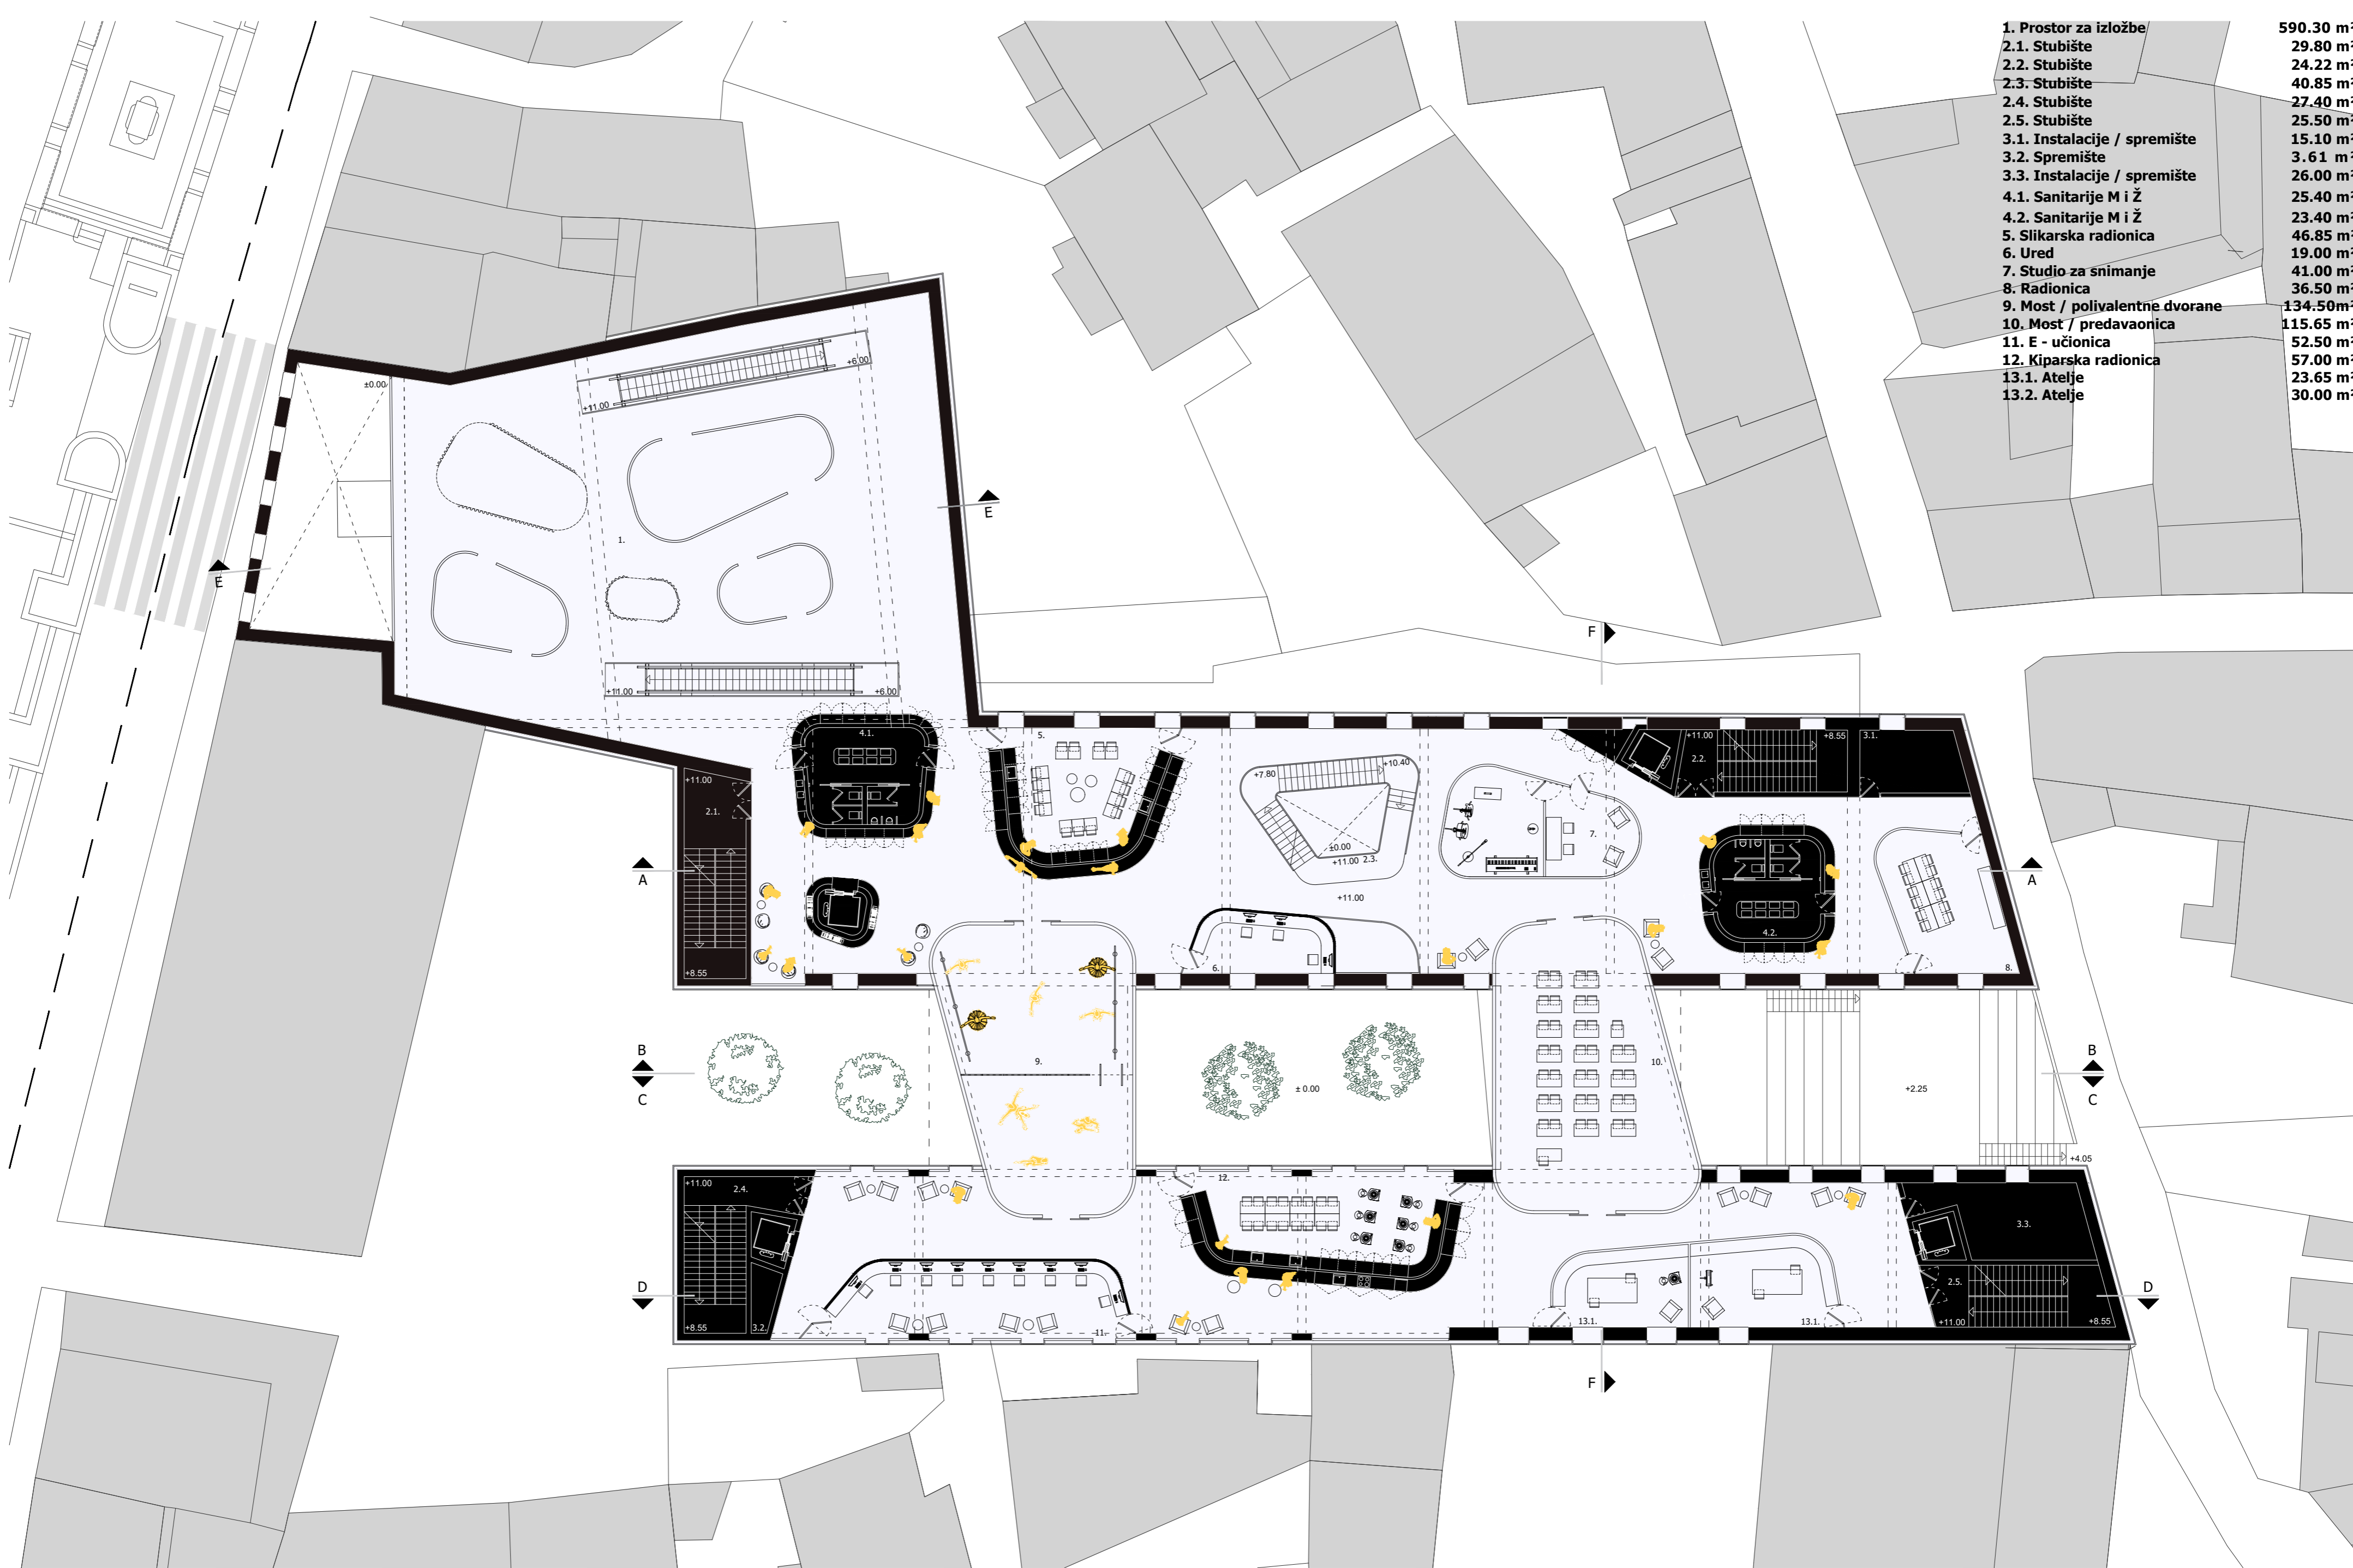 1. Prostor za izložbe 590.30 m²
2.1. Stubište 29.80 m²
2.2. Stubište 24.22 m²
2.3. Stubište 40.85 m²
2.4. Stubište 27.40 m²
2.5. Stubište 25.50 m²
3.1. Instalacije / spremište 15.10 m²
3.2. Spremište 3.61 m²
3.3. Instalacije / spremište 26.00 m²
4.1. Sanitarije M i Ž 25.40 m²
4.2. Sanitarije M i Ž 23.40 m²
5. Slikarska radionica 46.85 m²
6. Ured 19.00 m²
7. Studio za snimanje 41.00 m²
8. Radionica 36.50 m²
9. Most / polivalentne dvorane 134.50m²
10. Most / predavaonica 115.65 m²
11. E - učionica 52.50 m²
12. Kiparska radionica 57.00 m²
13.1. Atelje 23.65 m²
13.2. Atelje 30.00 m²
+6.00
±0.00
+11.00
E
1.
E
F
+11.00
+6.00
4.1.
5.
+11.00
2.2.
+8.55
3.1.
+7.80
+10.40
+11.00
2.1.
7.
±0.00
+11.00 2.3.
A
A
+11.00
4.2.
6.
8.
+8.55
B
C
9.
10.
± 0.00
+2.25
B
C
+4.05
12.
+11.00
2.4.
3.3.
D
2.5.
D
+8.55
3.2.
11.
13.1.
13.1.
+11.00
+8.55
F